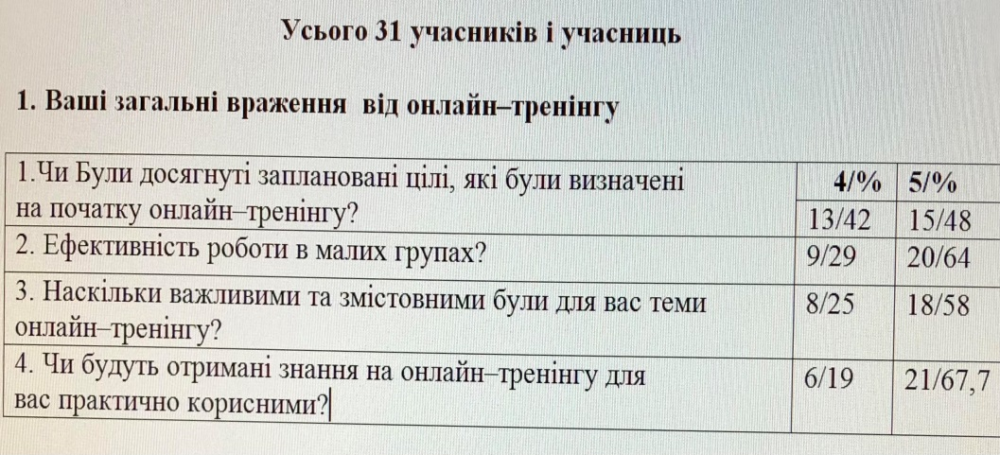 Усього 31 учасників і учасниць
1. Ваші загальні враження від онлайн–тренінгу
1.Чи Були досягнуті заплановані цілі, які були визначені
на початку онлайн–тренінгу?
4/% 5/%
13/42 15/48
2. Ефективність роботи в малих групах?
9/29 20/64
3. Наскільки важливими та змістовними були для вас теми
онлайн–тренінгу?
8/25 18/58
4. Чи будуть отримані знання на онлайн–тренінгу для
вас практично корисними?
6/19 21/67,7